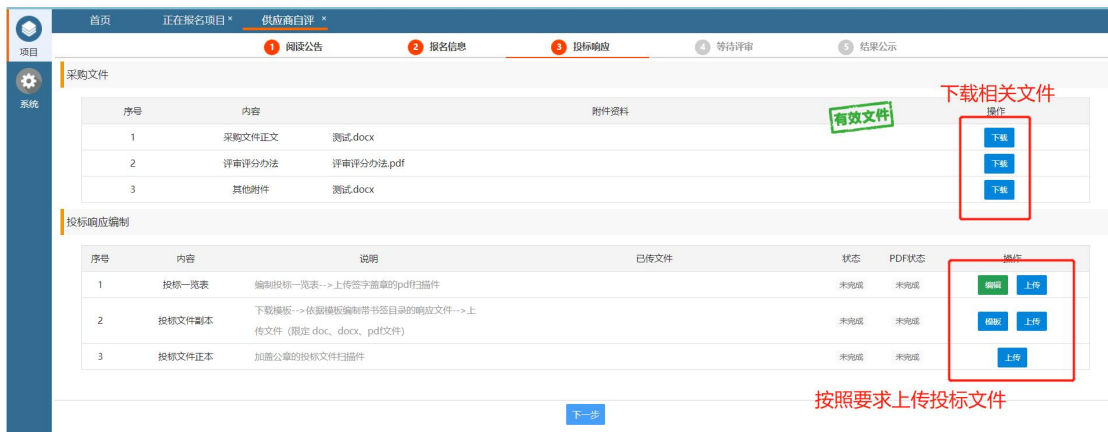 首页 正在报名项目 × 供应商自评 ×
项目
系统
1 阅读公告 2 报名信息 3 投标响应 4 等待评审 5 结果公示
采购文件
下载相关文件
序号 内容 附件资料 操作
有效文件
1 采购文件正文 测试.docx 下载
2 评审评分办法 评审评分办法.pdf 下载
3 其他附件 测试.docx 下载
投标响应编制
序号 内容 说明 已传文件 状态 PDF状态 操作
1 投标一览表 编制投标一览表-->上传签字盖章的pdf扫描件 未完成 未完成 编辑 上传
2 投标文件副本 下载模板-->依据模板编制带书签目录的响应文件-->上
传文件（限定 doc、docx、pdf文件） 未完成 未完成 模板 上传
3 投标文件正本 加盖公章的投标文件扫描件 未完成 未完成 上传
按照要求上传投标文件
下一步